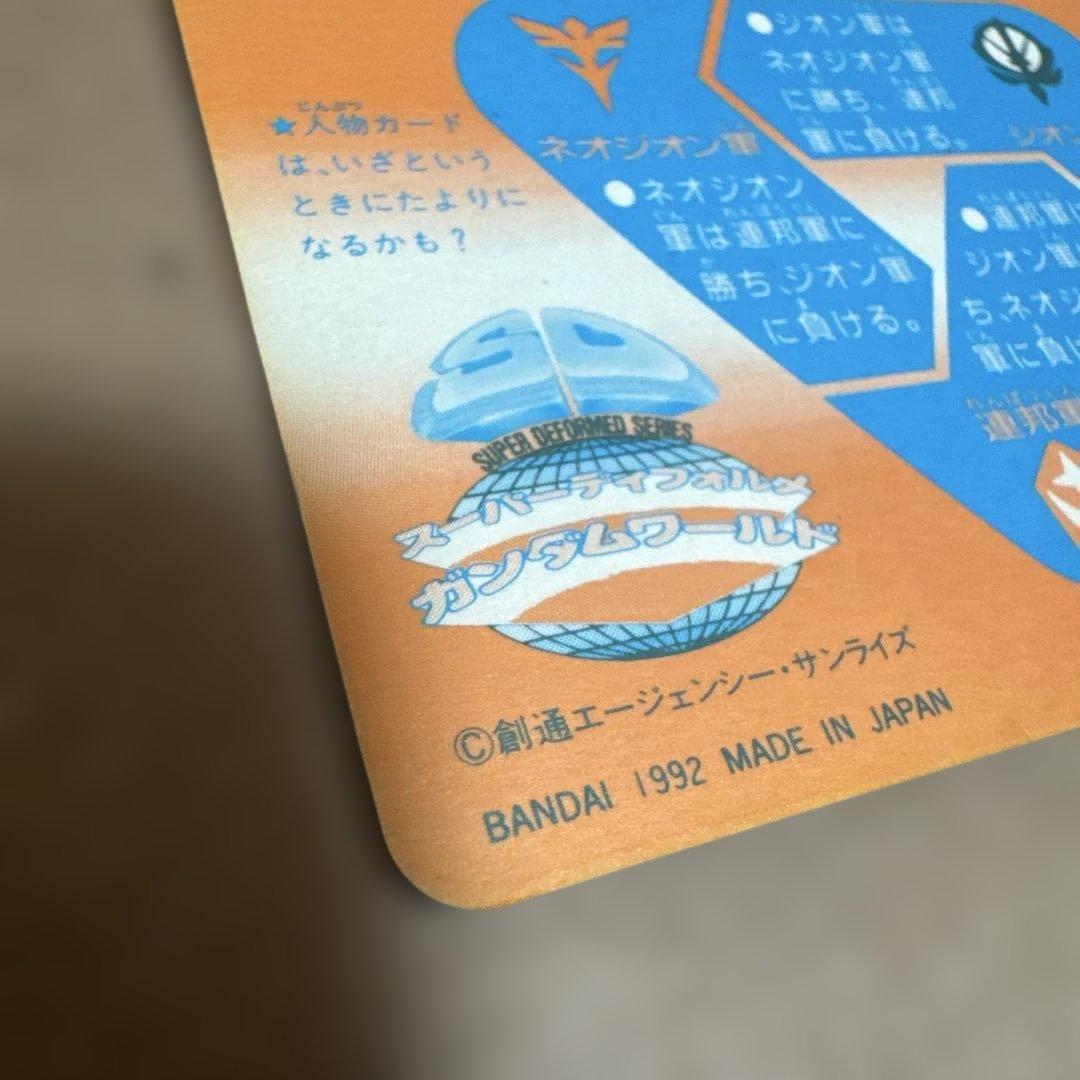 ★人物カード
は、いざという
ときにたよりに
なるかも？
ネオジオン軍
●ネオジオン
軍は連邦軍に
勝ち、ジオン軍
に負ける。
●ジオン軍は
ネオジオン軍
に勝ち、連邦
軍に負ける。
ジオン
●連邦軍は
ジオン軍
ち、ネオジ
軍に負け
連邦軍
SD
SUPER DEFORMED SERIES
スーパーディフォルメ
ガンダムワールド
©創通エージェンシー・サンライズ
BANDAI 1992 MADE IN JAPAN